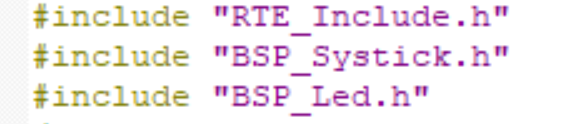 #include "RTE_Include.h"
#include "BSP_Systick.h"
#include "BSP_Led.h"